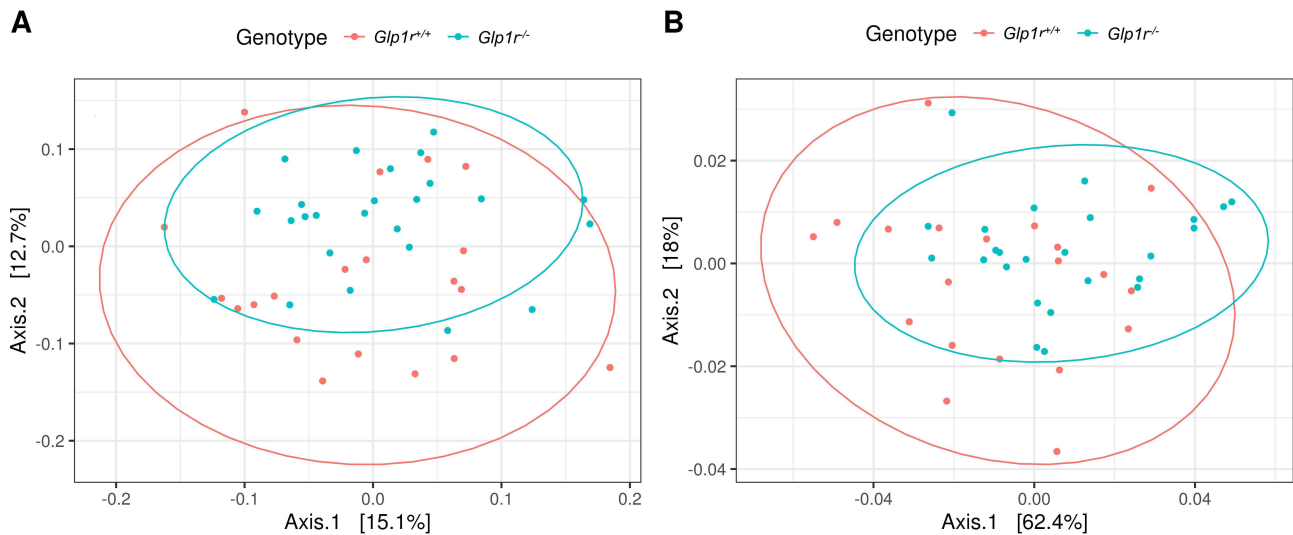 A
Genotype Glp1r+/+ Glp1r-/-
0.1
0.0
-0.1
-0.2
Axis.2 [12.7%]
-0.2 -0.1 0.0 0.1 0.2
Axis.1 [15.1%]
B
Genotype Glp1r+/+ Glp1r-/-
0.02
0.00
-0.02
-0.04
Axis.2 [18%]
-0.04 0.00 0.04
Axis.1 [62.4%]